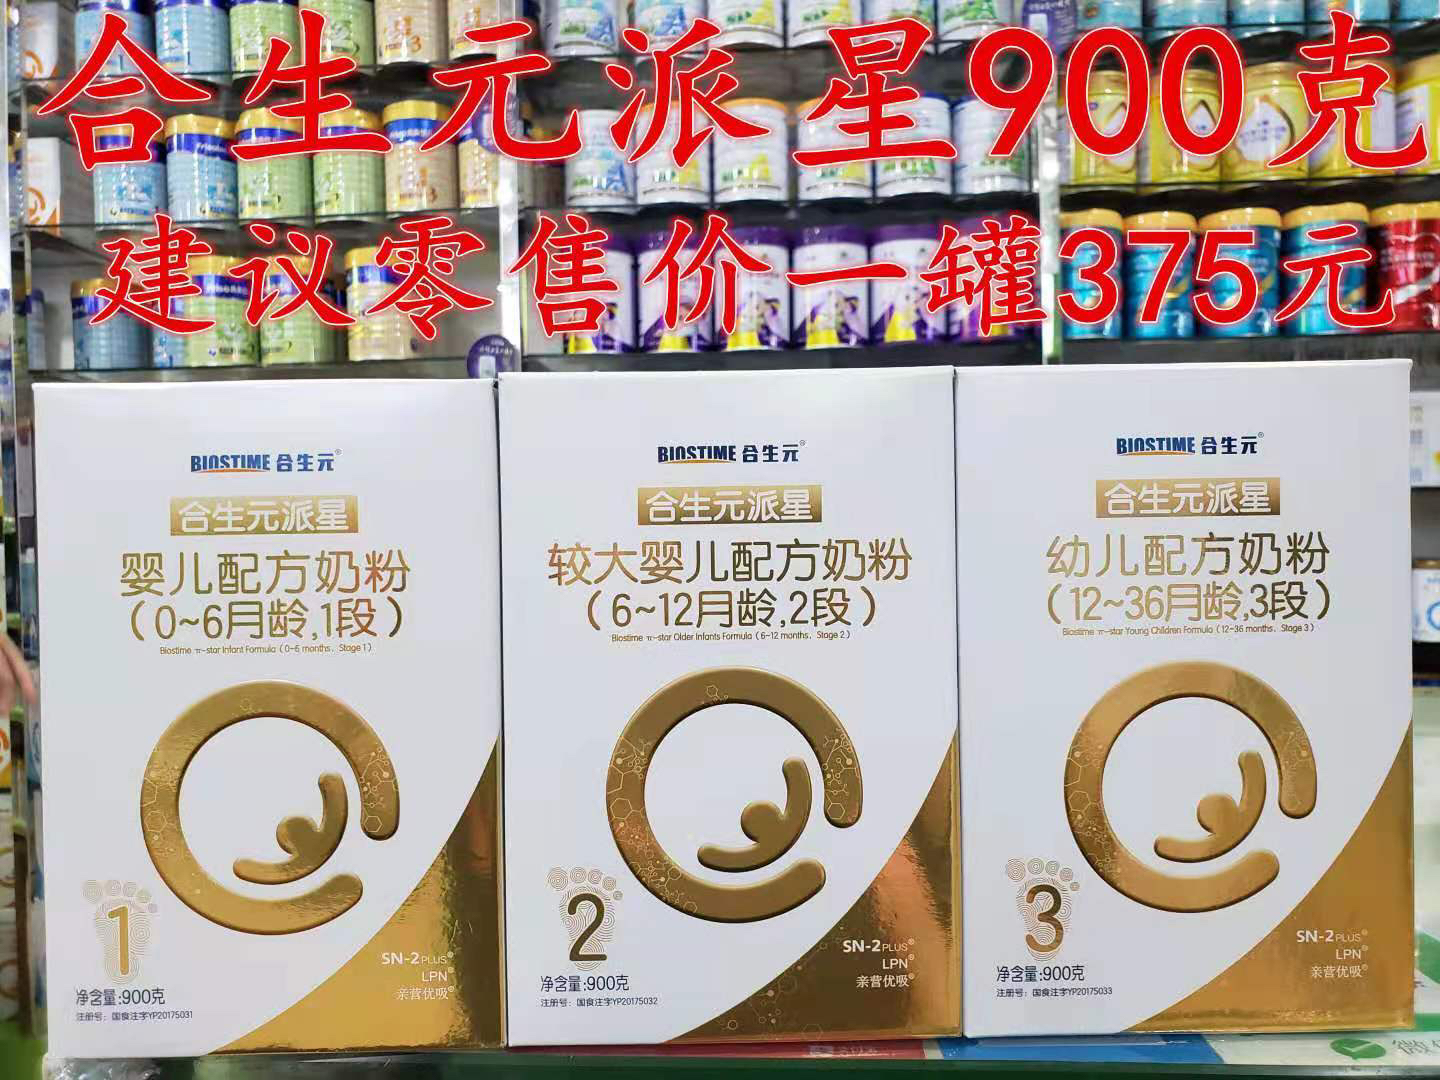 合生元派星900克
建议零售价一罐375元
BIOSTIME 合生元®
合生元派星
婴儿配方奶粉
(0~6月龄,1段)
Biostime π-star Infant Formula (0-6 months, Stage 1)
1
SN-2PLUS®
LPN®
亲营优吸®
净含量:900克
注册号: 国食注字YP20175031
BIOSTIME 合生元®
合生元派星
较大婴儿配方奶粉
(6~12月龄,2段)
Biostime π-star Older Infants Formula (6-12 months, Stage 2)
2
SN-2PLUS®
LPN®
亲营优吸®
净含量:900克
注册号: 国食注字YP20175032
BIOSTIME 合生元®
合生元派星
幼儿配方奶粉
(12~36月龄,3段)
Biostime π-star Young Children Formula (12-36 months, Stage 3)
3
SN-2PLUS®
LPN®
亲营优吸®
净含量:900克
注册号: 国食注字YP20175033